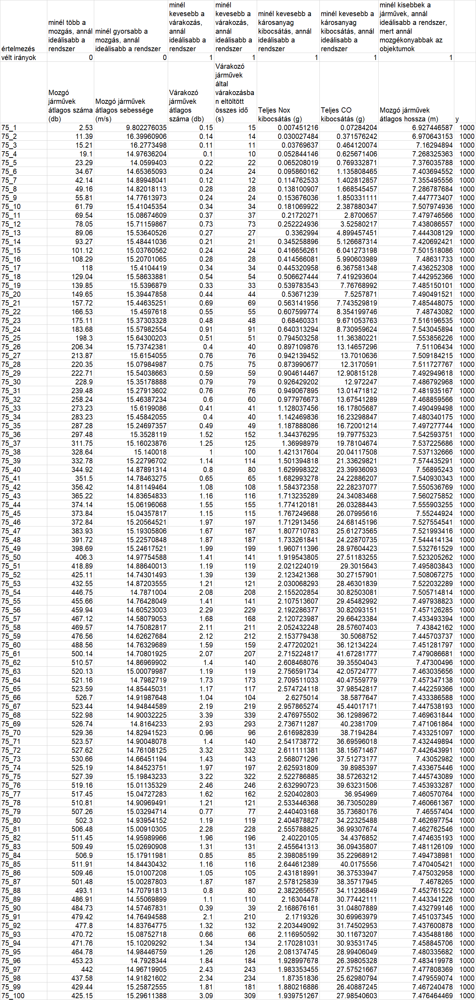 értelmezés	minél több a mozgás, annál ideálisabb a rendszer	minél gyorsabb a mozgás, annál ideálisabb a rendszer	minél kevesebb a várakozás, annál ideálisabb a rendszer	minél kevesebb a várakozás, annál ideálisabb a rendszer	minél kevesebb a károsanyag kibocsátás, annál ideálisabb a rendszer	minél kevesebb a károsanyag kibocsátás, annál ideálisabb a rendszer	minél kisebbek a járművek, annál ideálisabb a rendszer, mert annál mozgékonyabbak az objektumok
vélt irányok	0	0	1	1	1	1	1
Mozgó járművek átlagos száma (db)	Mozgó járművek átlagos sebessége (m/s)	Várakozó járművek átlagos száma (db)	Várakozó járművek által várakozásban eltöltött összes idő (s)	Teljes Nox kibocsátás (g)	Teljes CO kibocsátás (g)	Mozgó járművek átlagos hossza (m)	y
75_1	2.53	9.802276035	0.15	15	0.007451216	0.07284204	6.927446587	1000
75_2	11.39	16.39960906	0.14	14	0.030027484	0.371576242	6.970643153	1000
75_3	15.21	16.2773498	0.11	11	0.03769637	0.464120074	7.16294894	1000
75_4	19.1	14.97636204	0.1	10	0.052844146	0.625671406	7.268325363	1000
75_5	23.29	14.0599403	0.22	22	0.065208019	0.769332871	7.376035788	1000
75_6	34.67	14.65365093	0.24	24	0.095860162	1.135808465	7.403694552	1000
75_7	42.14	14.89948041	0.12	12	0.114762533	1.402812857	7.355495556	1000
75_8	49.16	14.82018113	0.28	28	0.138100907	1.668545457	7.286787684	1000
75_9	55.81	14.77613973	0.24	24	0.153676036	1.850331111	7.447773407	1000
75_10	61.79	15.41045354	0.34	34	0.181069922	2.387880347	7.507974936	1000
75_11	69.54	15.08674609	0.37	37	0.21720271	2.8700657	7.479746566	1000
75_12	78.05	15.71159867	0.73	73	0.252224936	3.52580217	7.438086557	1000
75_13	89.06	15.53640526	0.27	27	0.3362994	4.899457451	7.444308129	1000
75_14	93.27	15.48441036	0.21	21	0.345258896	5.126687314	7.420692421	1000
75_15	101.12	15.03760562	0.24	24	0.416656261	6.041273198	7.501518086	1000
75_16	108.29	15.20701065	0.28	28	0.414566081	5.990603989	7.48631733	1000
75_17	118	15.4104419	0.34	34	0.445320958	6.367581348	7.436252308	1000
75_18	129.04	15.58633881	0.54	54	0.506627444	7.419293604	7.442952366	1000
75_19	139.85	15.5396879	0.33	33	0.539783543	7.76768992	7.485150101	1000
75_20	149.65	15.39447858	0.44	44	0.53671239	7.5257871	7.490491521	1000
75_21	157.72	15.44635251	0.69	69	0.563141956	7.743529819	7.485448075	1000
75_22	166.53	15.4597618	0.55	55	0.607599774	8.354199746	7.48743082	1000
75_23	175.11	15.37303328	0.48	48	0.68460331	9.671053763	7.516196535	1000
75_24	183.68	15.57982554	0.91	91	0.640313294	8.730959624	7.543045894	1000
75_25	198.3	15.64300203	0.51	51	0.794503258	11.36380221	7.553856226	1000
75_26	206.34	15.73742381	0.4	40	0.897109876	13.14657296	7.51106434	1000
75_27	213.87	15.6154055	0.76	76	0.942139452	13.7010636	7.509184215	1000
75_28	220.35	15.07984987	0.75	75	0.873990677	12.3170591	7.511727767	1000
75_29	222.71	15.54038663	0.59	59	0.904614467	12.90815128	7.492949618	1000
75_30	228.9	15.35178888	0.79	79	0.926429202	12.972247	7.486792968	1000
75_31	239.48	15.27913602	0.76	76	0.949067895	13.01471812	7.481935167	1000
75_32	258.24	15.46387234	0.6	60	0.977976673	13.67541289	7.468859566	1000
75_33	273.23	15.6199086	0.41	41	1.128037456	16.17805687	7.490499498	1000
75_34	283.23	15.45842055	0.4	40	1.142469836	16.23298847	7.480340175	1000
75_35	287.28	15.24697357	0.49	49	1.187888086	16.72001214	7.497277744	1000
75_36	297.48	15.3528119	1.52	152	1.344376295	19.79775323	7.542593751	1000
75_37	311.75	15.16023876	1.25	125	1.36998979	19.78104674	7.537225686	1000
75_38	328.64	15.140018	1	100	1.421317604	20.04117508	7.537132666	1000
75_39	332.78	15.22796702	1.14	114	1.501394818	21.33629821	7.574435291	1000
75_40	344.92	14.87891314	0.8	80	1.629998322	23.39936093	7.56895243	1000
75_41	351.5	14.78463275	0.65	65	1.682993278	24.22886207	7.540930343	1000
75_42	356.42	14.81149464	1.08	108	1.584372358	22.28237077	7.550536769	1000
75_43	365.22	14.83654833	1.16	116	1.713235289	24.34083468	7.560275852	1000
75_44	374.14	15.06196068	1.55	155	1.774120181	26.03288443	7.555903255	1000
75_45	373.84	15.04357817	1.15	115	1.767249688	26.07995616	7.55244924	1000
75_46	372.84	15.20564521	1.97	197	1.712913456	24.68145196	7.527554541	1000
75_47	383.93	15.19305806	1.67	167	1.807710783	25.61273565	7.521993416	1000
75_48	391.72	15.22570848	1.87	187	1.733261841	24.22870735	7.544414134	1000
75_49	398.69	15.24617521	1.99	199	1.960711396	28.97604423	7.532761529	1000
75_50	406.3	14.97754588	1.41	141	1.919543805	27.51183255	7.523205262	1000
75_51	418.89	14.88640013	1.19	119	2.021224019	29.3015643	7.495803843	1000
75_52	425.11	14.74301493	1.39	139	2.123421368	30.27157901	7.508067275	1000
75_53	432.55	14.87203555	1.21	121	2.030068293	28.46301839	7.522032289	1000
75_54	446.75	14.7871004	2.08	208	2.155202854	30.82503081	7.505714814	1000
75_55	455.66	14.76428049	1.41	141	2.107513607	29.45482992	7.497938823	1000
75_56	459.94	14.60523003	2.29	229	2.192286377	30.82093151	7.457126285	1000
75_57	467.12	14.58079053	1.68	168	2.120723987	29.66423384	7.433493394	1000
75_58	469.57	14.75082817	2.11	211	2.052432248	28.57607403	7.43842162	1000
75_59	476.56	14.62627684	2.12	212	2.153779438	30.5068752	7.445703737	1000
75_60	488.56	14.76329689	1.59	159	2.477202021	36.12134224	7.451281797	1000
75_61	500.14	14.70801925	2.07	207	2.715224817	41.67281777	7.479086681	1000
75_62	510.57	14.86969902	1.4	140	2.608468076	39.35504043	7.47300496	1000
75_63	520.13	15.00079987	1.19	119	2.756591734	42.05724777	7.463035656	1000
75_64	521.16	14.7982719	1.73	173	2.709511033	40.47559779	7.457347138	1000
75_65	523.59	14.85445031	1.17	117	2.574724118	37.98542817	7.442259366	1000
75_66	526.7	14.91987648	1.04	104	2.6275014	38.5877647	7.433386588	1000
75_67	523.44	14.94844589	2.19	219	2.957865274	45.44017171	7.447538193	1000
75_68	522.98	14.90032225	3.39	339	2.476975502	36.12989672	7.469631844	1000
75_69	526.74	14.8164233	2.93	293	2.736711287	40.2381709	7.471061864	1000
75_70	529.36	14.82941523	0.96	96	2.616982839	38.7194284	7.433251097	1000
75_71	523.57	14.90048078	1.4	140	2.541738772	36.69596018	7.432449894	1000
75_72	527.62	14.76108125	3.32	332	2.611111381	38.15671467	7.442643991	1000
75_73	530.66	14.66451194	1.43	143	2.568071296	37.51273177	7.43052982	1000
75_74	525.19	14.84523751	1.97	197	2.625931809	39.8985397	7.433675446	1000
75_75	527.39	15.19843233	3.22	322	2.522786885	38.57263212	7.445743089	1000
75_76	519.16	15.01135329	2.46	246	2.632990723	39.63231506	7.453933287	1000
75_77	517.45	15.04727283	1.62	162	2.520402803	36.954969	7.460570764	1000
75_78	510.81	14.90969491	1.21	121	2.533446368	36.73050289	7.460661367	1000
75_79	507.26	15.03294714	0.77	77	2.440403168	35.73680176	7.46557404	1000
75_80	502.3	14.93954152	1.19	119	2.404878827	34.22325488	7.462697754	1000
75_81	506.48	15.00910305	2.28	228	2.555788825	36.99307674	7.462762546	1000
75_82	511.45	14.95989966	1.96	196	2.40220105	34.4376852	7.474635193	1000
75_83	509.49	15.02690908	1.31	131	2.455641313	36.09435807	7.481126109	1000
75_84	506.9	15.17911981	0.85	85	2.398085199	35.22968912	7.494738981	1000
75_85	511.91	14.84430432	1.16	116	2.644612389	40.0175556	7.470405421	1000
75_86	509.46	15.01007208	1.05	105	2.431818991	36.37533947	7.475032958	1000
75_87	501.48	15.00287803	1.87	187	2.578125839	38.35717945	7.4678265	1000
75_88	493.1	14.70791813	0.8	80	2.382265657	34.11236849	7.452761522	1000
75_89	486.91	14.55069899	1.1	110	2.16304478	30.77442111	7.443341226	1000
75_90	484.73	14.57467831	0.39	39	2.168676161	31.04807889	7.432799146	1000
75_91	479.42	14.76494588	2.1	210	2.1719326	30.69963979	7.451037345	1000
75_92	477.8	14.83764775	1.32	132	2.203449092	31.74502953	7.437600878	1000
75_93	470.72	15.08752718	0.66	66	2.116950592	30.11673207	7.435488186	1000
75_94	471.76	15.10209292	1.34	134	2.170281031	30.93531745	7.458845706	1000
75_95	464.78	14.98446759	1.26	126	2.081374745	28.99406049	7.480335682	1000
75_96	453.23	14.7928344	1.84	184	1.928997678	26.39805328	7.483419978	1000
75_97	442	14.96719905	2.43	243	1.983353455	27.57521667	7.477808369	1000
75_98	437.58	14.91821602	2.34	234	1.87351836	25.62980794	7.479559074	1000
75_99	429.44	15.25872555	1.81	181	1.880216886	26.40887245	7.467240478	1000
75_100	425.15	15.29611388	3.09	309	1.939751267	27.98540603	7.476464469	1000